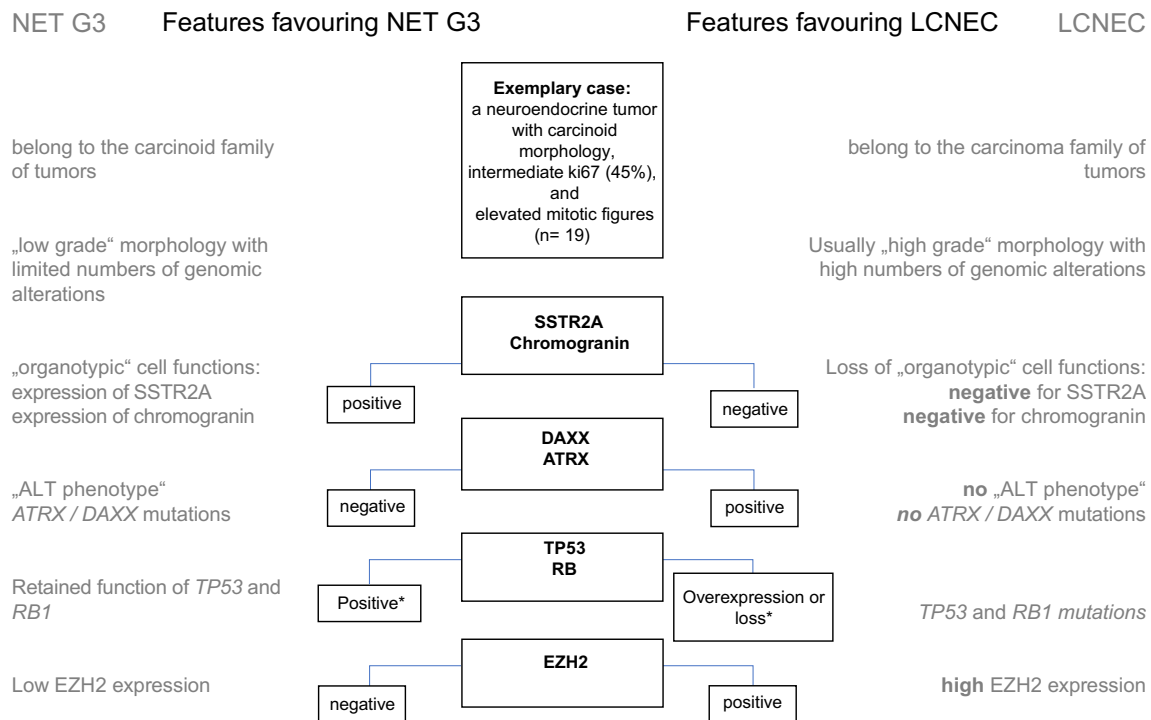 NET G3
Features favouring NET G3
Features favouring LCNEC
LCNEC
Exemplary case:
a neuroendocrine tumor
with carcinoid
morphology,
intermediate ki67 (45%),
and
elevated mitotic figures
(n= 19)
belong to the carcinoid family
of tumors
belong to the carcinoma family of
tumors
„low grade“ morphology with
limited numbers of genomic
alterations
Usually „high grade“ morphology with
high numbers of genomic alterations
SSTR2A
Chromogranin
„organotypic“ cell functions:
expression of SSTR2A
expression of chromogranin
positive
negative
Loss of „organotypic“ cell functions:
negative for SSTR2A
negative for chromogranin
DAXX
ATRX
„ALT phenotype“
ATRX / DAXX mutations
negative
positive
no „ALT phenotype“
no ATRX / DAXX mutations
TP53
RB
Retained function of TP53 and
RB1
Positive*
Overexpression or
loss*
TP53 and RB1 mutations
EZH2
Low EZH2 expression
negative
positive
high EZH2 expression